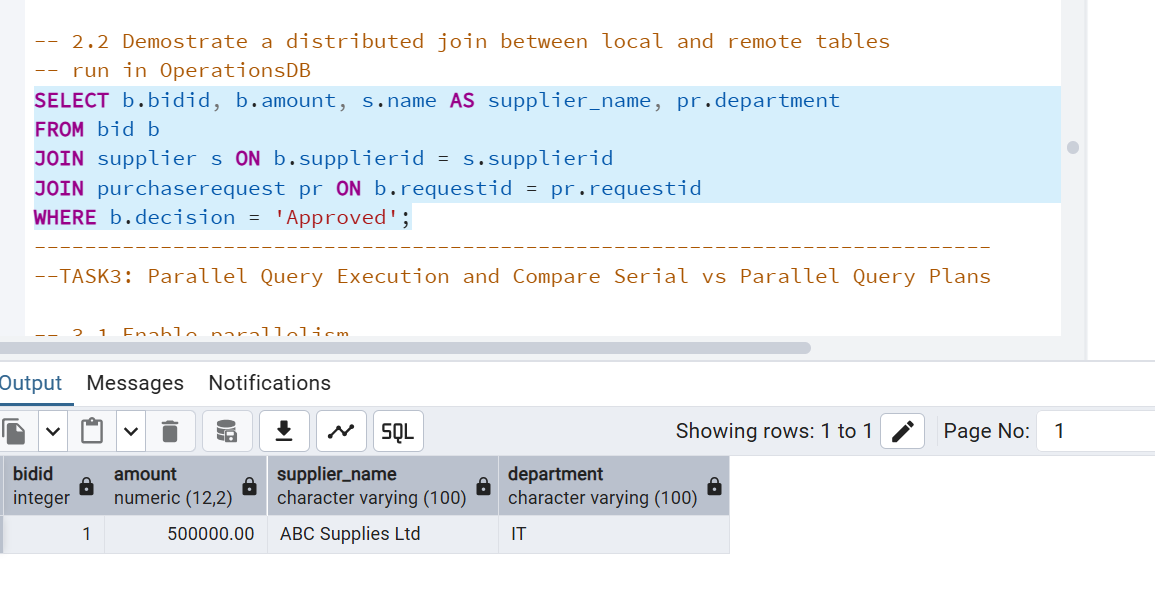 -- 2.2 Demostrate a distributed join between local and remote tables
-- run in OperationsDB
SELECT b.bidid, b.amount, s.name AS supplier_name, pr.department
FROM bid b
JOIN supplier s ON b.supplierid = s.supplierid
JOIN purchaserequest pr ON b.requestid = pr.requestid
WHERE b.decision = 'Approved';
----------------------------------------------------------------------------
--TASK3: Parallel Query Execution and Compare Serial vs Parallel Query Plans
-- 3.1 Enable parallelism
Output Messages Notifications
SQL Showing rows: 1 to 1 Page No: 1
bidid amount supplier_name department
integer numeric (12,2) character varying (100) character varying (100)
1 500000.00 ABC Supplies Ltd IT